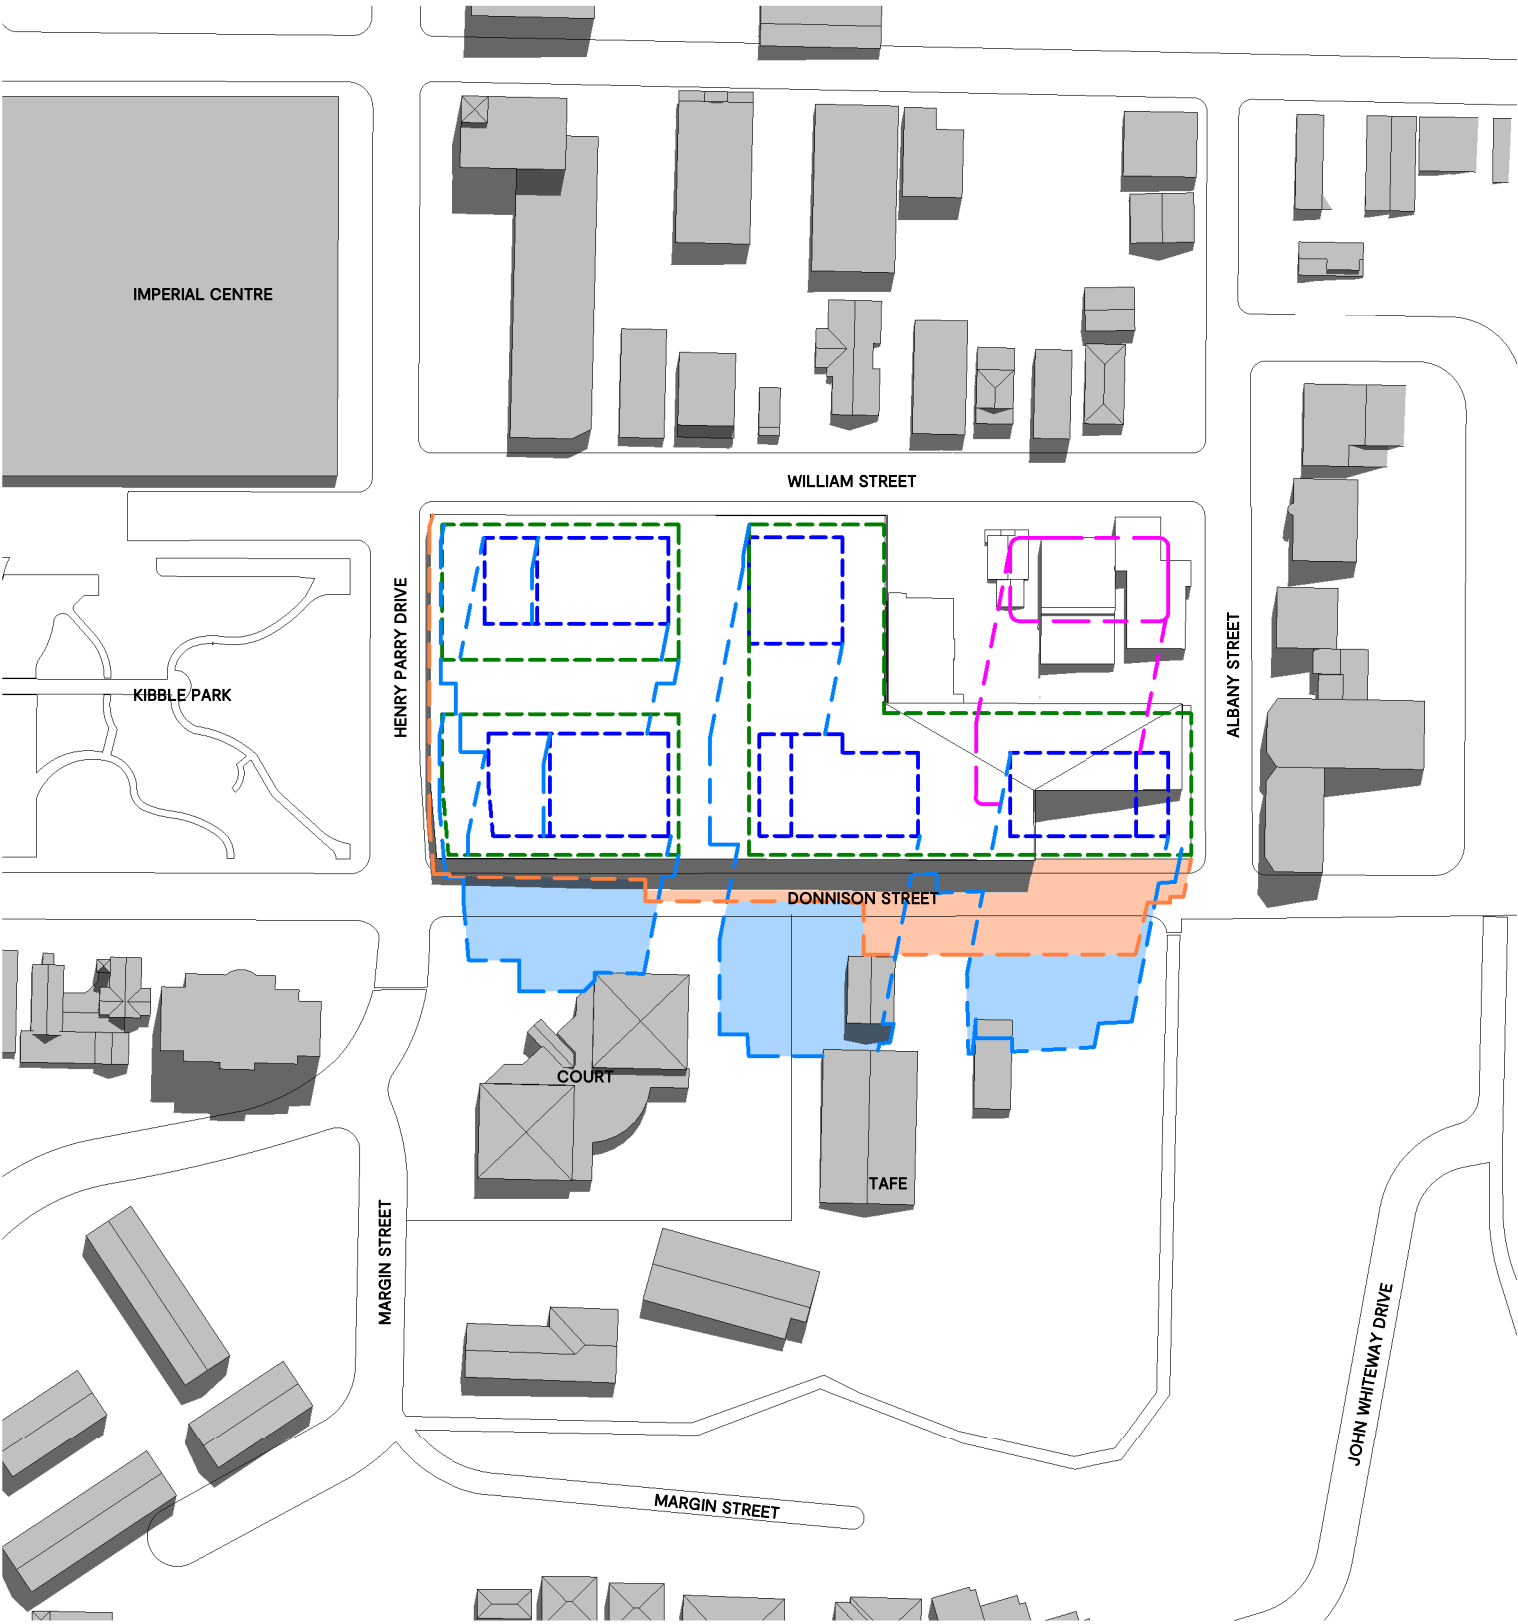 IMPERIAL CENTRE
WILLIAM STREET
HENRY PARRY DRIVE
ALBANY STREET
KIBBLE PARK
DONNISON STREET
COURT
TAFE
MARGIN STREET
JOHN WHITEWAY DRIVE
MARGIN STREET